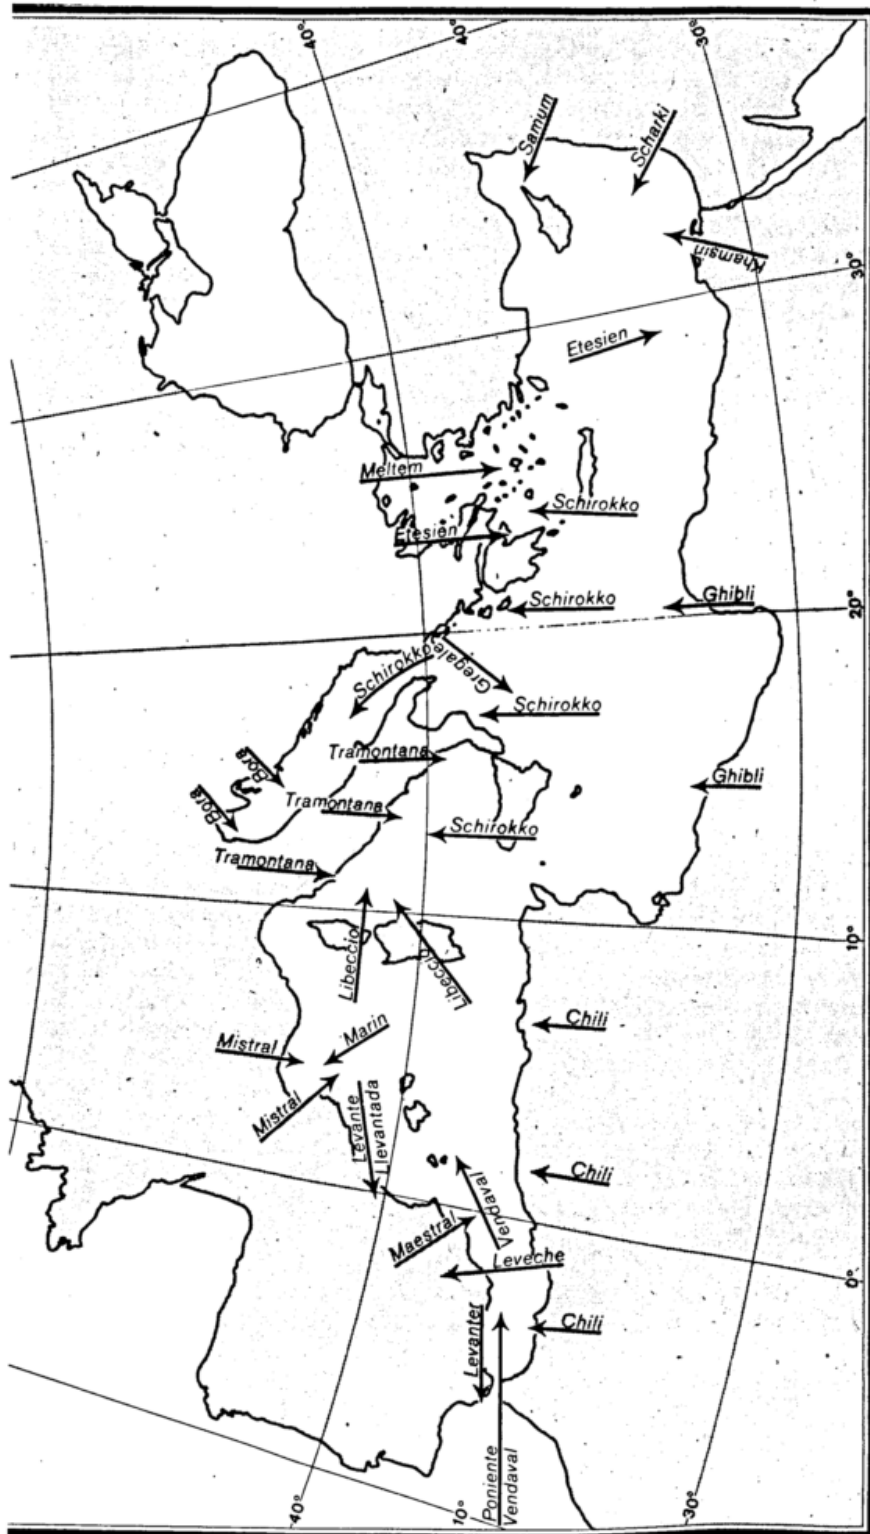 40°
40°
30°
Samum
Scharki
Khamsin
30°
Etesien
Meltem
Schirokko
Etesien
Schirokko
Ghibli
20°
Schirokko
Gregale
Schirokko
Bora
Tramontana
Ghibli
Bora
Tramontana
Schirokko
Tramontana
10°
Libeccio
Libeccio
Chili
Mistral
Marin
Mistral
Levante
Llevantada
Chili
Vendaval
Maestral
Leveche
0°
Levanter
Chili
Poniente
Vendaval
40°
10°
30°